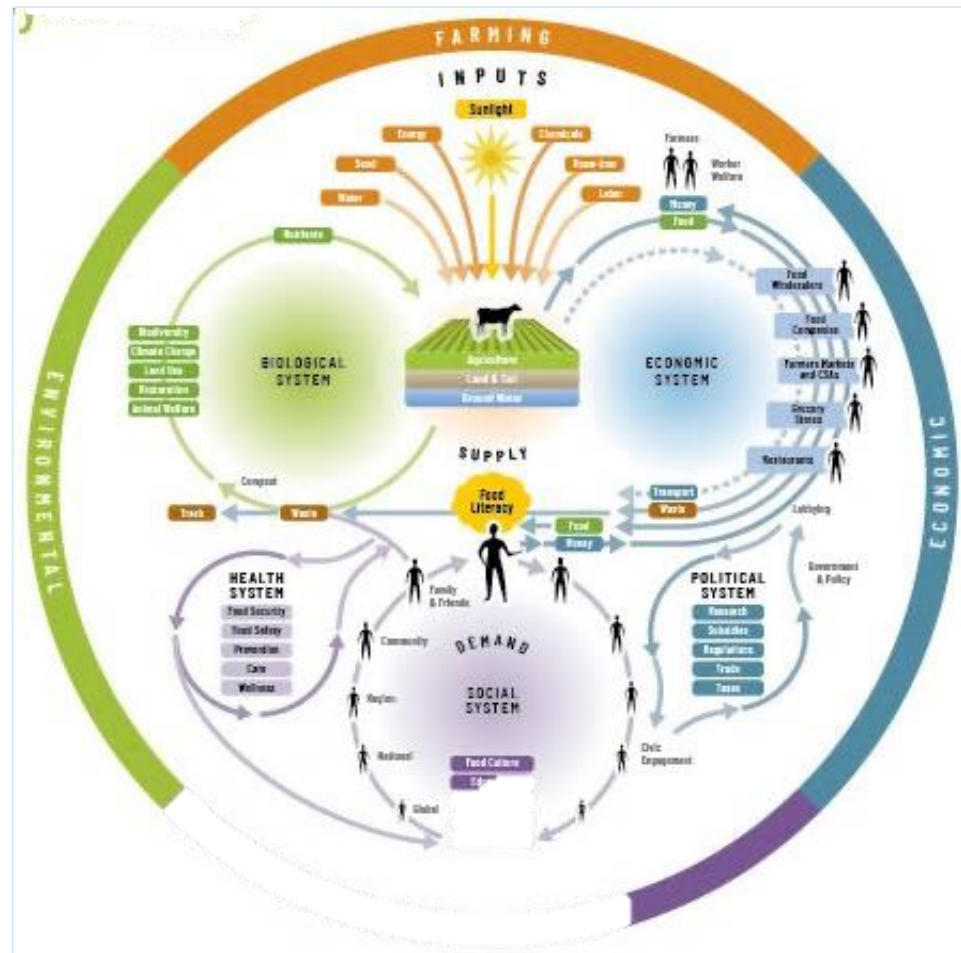 FARMING
INPUTS
Sunlight
Energy
Chemicals
Seed
Know-how
Water
Labor
Farmers
Worker
Welfare
Money
Food
Nutrients
Food
Wholesalers
Food
Companies
Farmers Markets
and CSAs
Grocery
Stores
Restaurants
Biodiversity
Climate Change
Land Use
Restoration
Animal Welfare
BIOLOGICAL
SYSTEM
Agriculture
Land & Soil
Ground Water
ECONOMIC
SYSTEM
ENVIRONMENTAL
ECONOMIC
SUPPLY
Compost
Food
Literacy
Transport
Waste
Trash
Waste
Food
Money
Lobbying
HEALTH
SYSTEM
Food Security
Food Safety
Prevention
Care
Wellness
Family
& Friends
Community
Region
National
Global
POLITICAL
SYSTEM
Research
Subsidies
Regulations
Trade
Taxes
Government
& Policy
Civic
Engagement
DEMAND
SOCIAL
SYSTEM
Food Culture